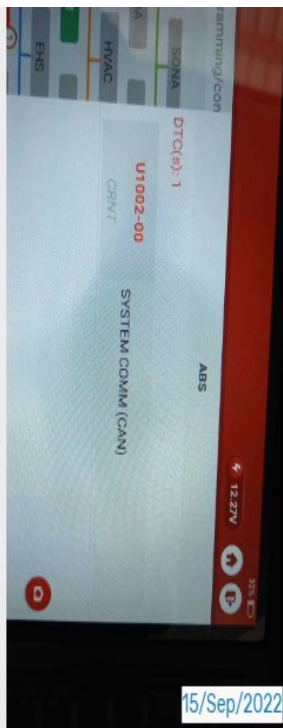 32%
12.27V
ramming/con
ABS
DTC(s): 1
SONA
U1002-00
SYSTEM COMM (CAN)
CRNT
HVAC
EHS
15/Sep/2022